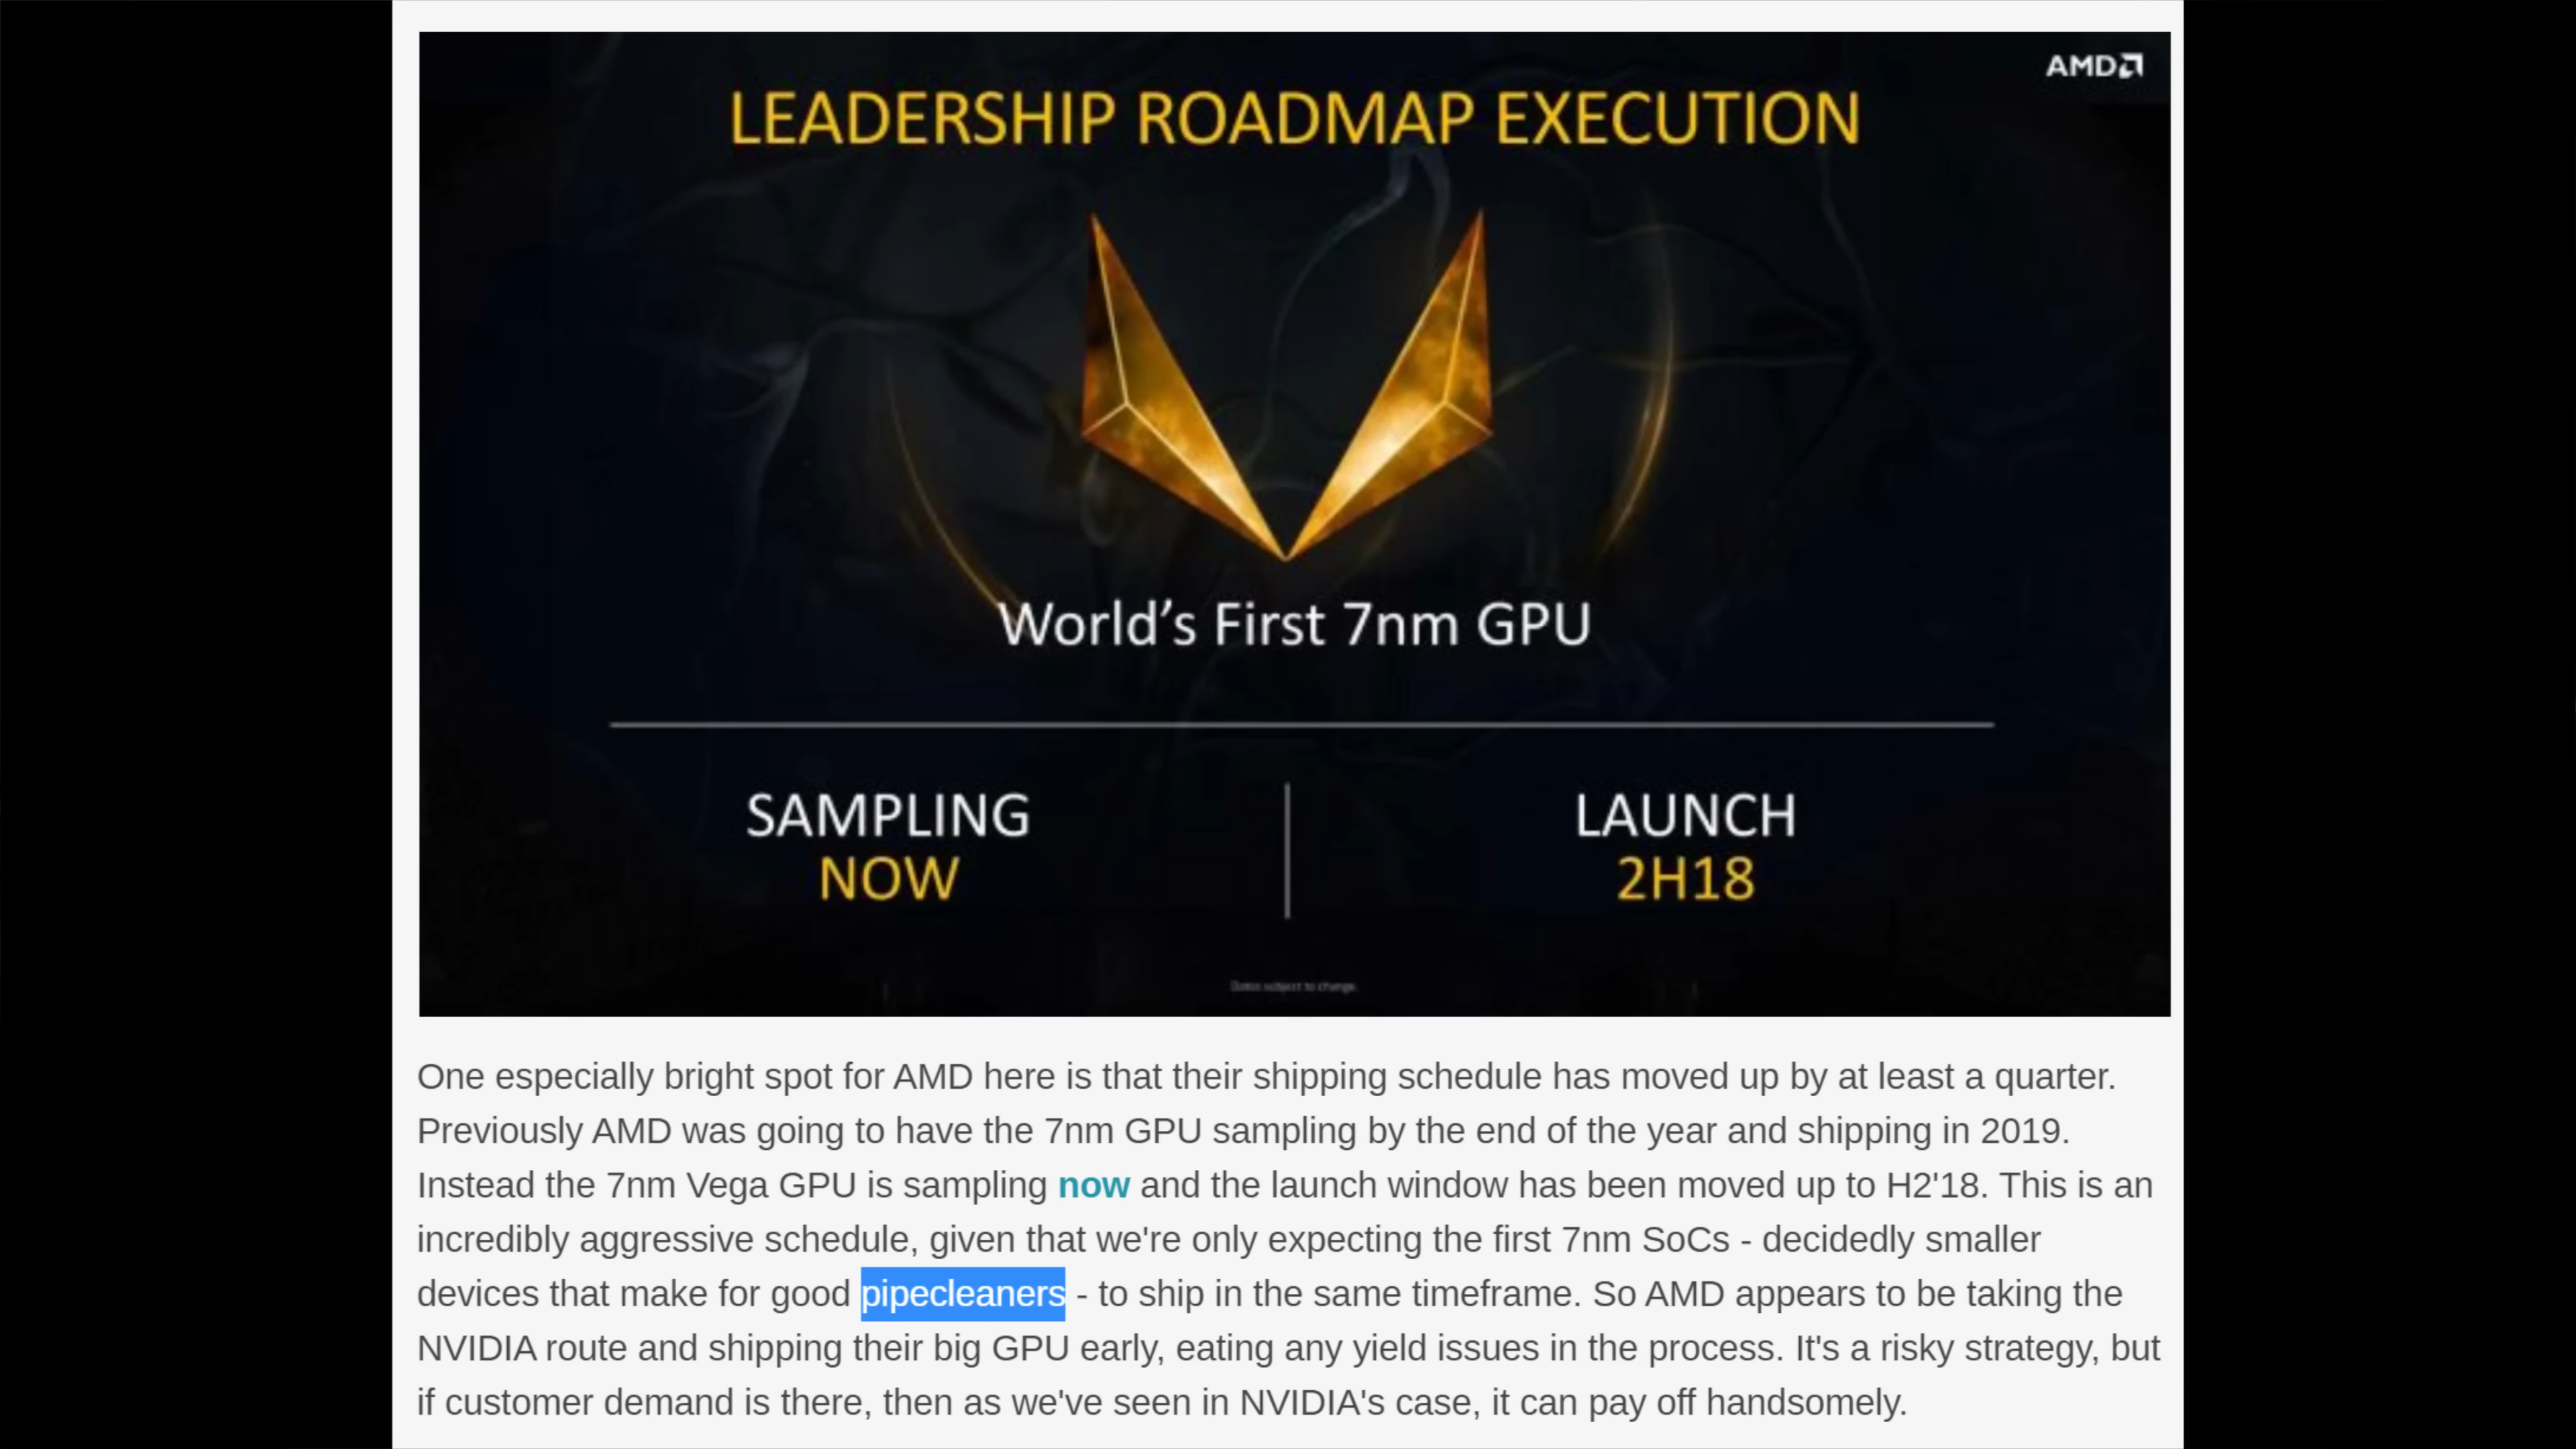 AMD
LEADERSHIP ROADMAP EXECUTION
World’s First 7nm GPU
SAMPLING
NOW
LAUNCH
2H18
Dates subject to change.
One especially bright spot for AMD here is that their shipping schedule has moved up by at least a quarter.
Previously AMD was going to have the 7nm GPU sampling by the end of the year and shipping in 2019.
Instead the 7nm Vega GPU is sampling now and the launch window has been moved up to H2'18. This is an
incredibly aggressive schedule, given that we're only expecting the first 7nm SoCs - decidedly smaller
devices that make for good pipecleaners - to ship in the same timeframe. So AMD appears to be taking the
NVIDIA route and shipping their big GPU early, eating any yield issues in the process. It's a risky strategy, but
if customer demand is there, then as we've seen in NVIDIA's case, it can pay off handsomely.